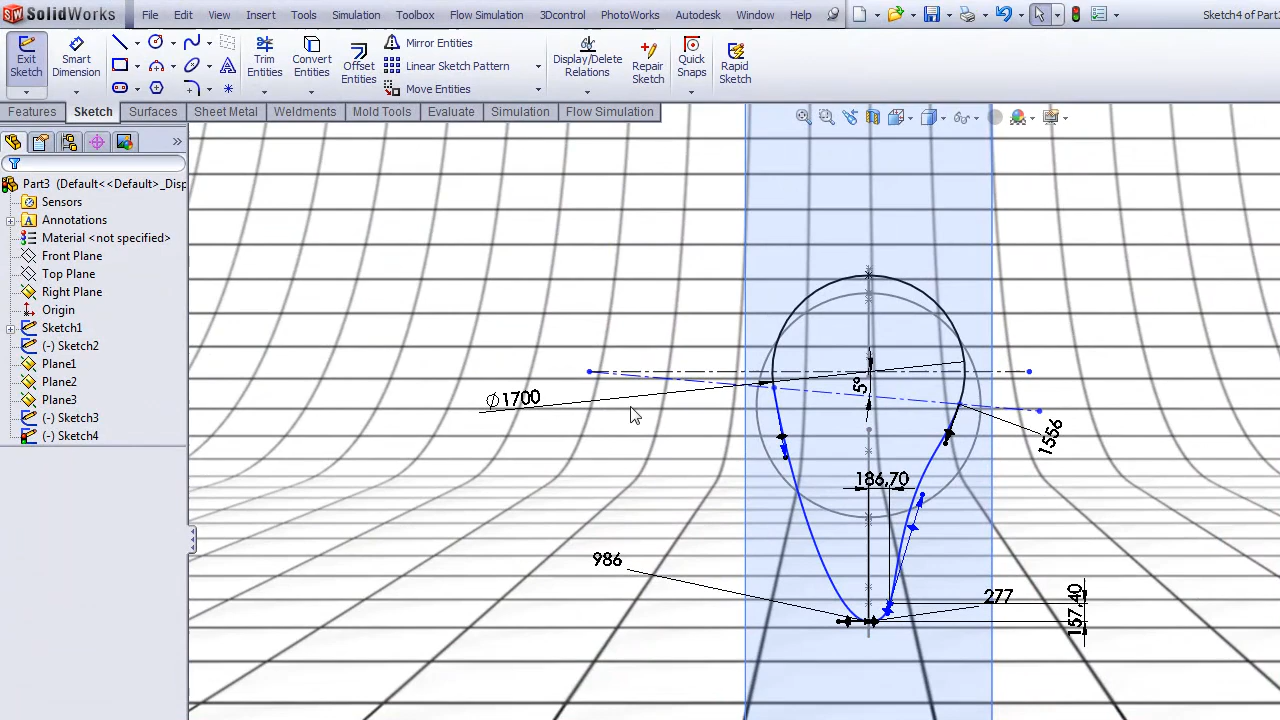 SolidWorks File Edit View Insert Tools Simulation Toolbox Flow Simulation 3Dcontrol PhotoWorks Autodesk Window Help Sketch4 of Part3
Exit Sketch
Smart Dimension
Trim Entities
Convert Entities
Offset Entities
Mirror Entities
Linear Sketch Pattern
Move Entities
Display/Delete Relations
Repair Sketch
Quick Snaps
Rapid Sketch
Features Sketch Surfaces Sheet Metal Weldments Mold Tools Evaluate Simulation Flow Simulation
Part3 (Default<<Default>_Disp
Sensors
Annotations
Material <not specified>
Front Plane
Top Plane
Right Plane
Origin
Sketch1
(-) Sketch2
Plane1
Plane2
Plane3
(-) Sketch3
(-) Sketch4
5°
∅1700
1556
186,70
986
277
157,40